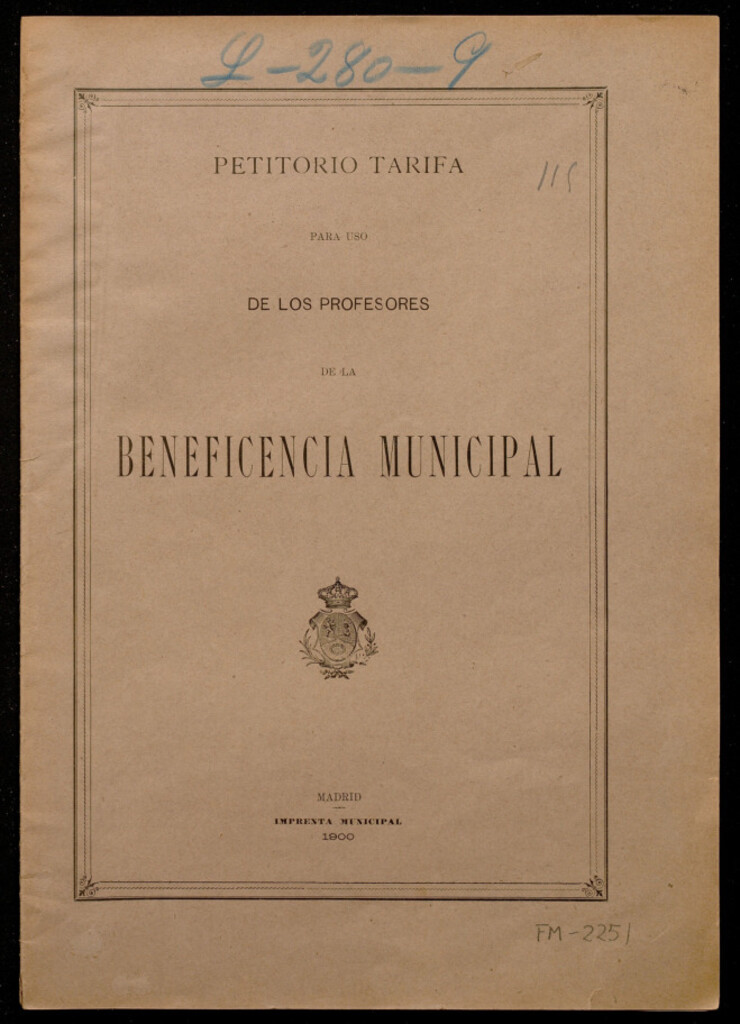 L-280-9
PETITORIO TARIFA
115
PARA USO
DE LOS PROFESORES
DE LA
BENEFICENCIA MUNICIPAL
MADRID
IMPRENTA MUNICIPAL
1900
FM-2251